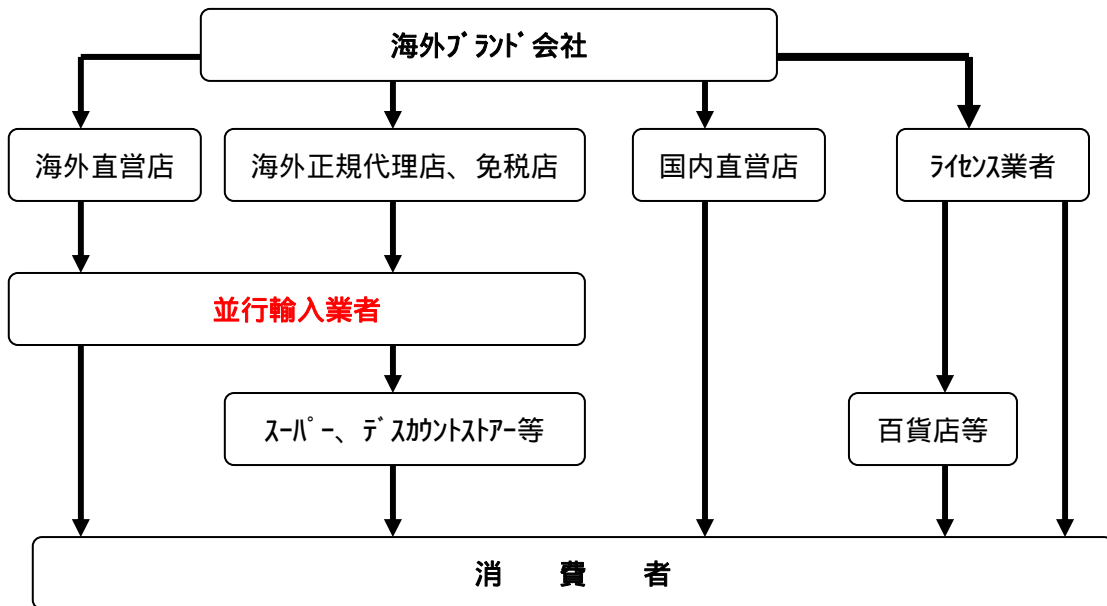 海外ﾌﾞﾗﾝﾄﾞ会社
海外直営店
海外正規代理店、免税店
国内直営店
ﾗｲｾﾝｽ業者
並行輸入業者
ｽｰﾊﾟｰ、ﾃﾞｽｶｳﾝﾄｽﾄｱｰ等
百貨店等
消　費　者